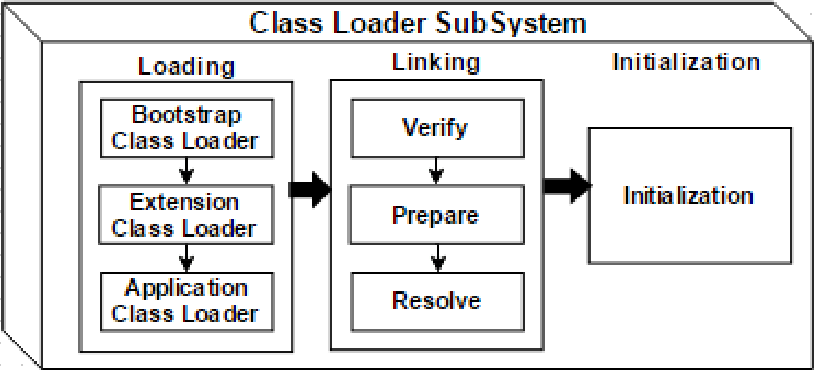 Class Loader SubSystem
Loading
Bootstrap
Class Loader
Extension
Class Loader
Application
Class Loader
Linking
Verify
Prepare
Resolve
Initialization
Initialization